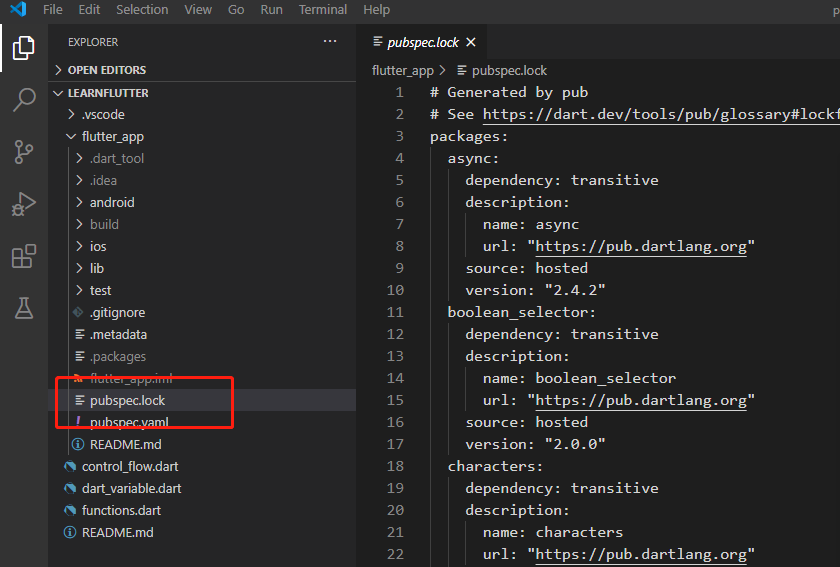 File Edit Selection View Go Run Terminal Help
EXPLORER ...
OPEN EDITORS
LEARNFLUTTER
.vscode
flutter_app
.dart_tool
.idea
android
build
ios
lib
test
.gitignore
.metadata
.packages
flutter_app.iml
pubspec.lock
pubspec.yaml
README.md
control_flow.dart
dart_variable.dart
functions.dart
README.md
pubspec.lock
flutter_app > pubspec.lock
1 # Generated by pub
2 # See https://dart.dev/tools/pub/glossary#lockf
3 packages:
4 async:
5 dependency: transitive
6 description:
7 name: async
8 url: "https://pub.dartlang.org"
9 source: hosted
10 version: "2.4.2"
11 boolean_selector:
12 dependency: transitive
13 description:
14 name: boolean_selector
15 url: "https://pub.dartlang.org"
16 source: hosted
17 version: "2.0.0"
18 characters:
19 dependency: transitive
20 description:
21 name: characters
22 url: "https://pub.dartlang.org"